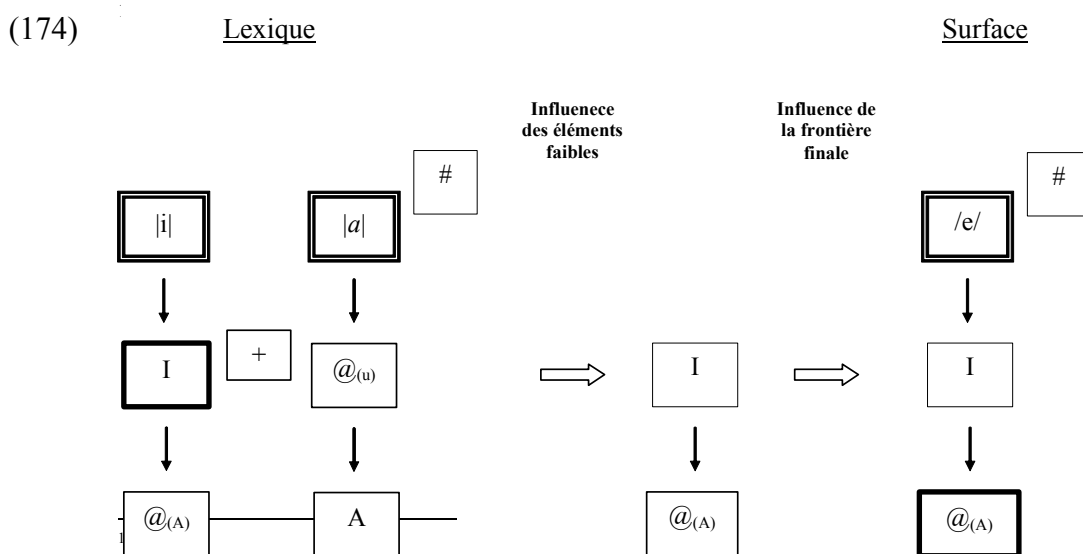 (174) Lexique Surface
Influenece
des éléments
faibles
Influence de
la frontière
finale
# #
|i| |a| /e/
I + @(u) I I
@(A) A @(A) @(A)